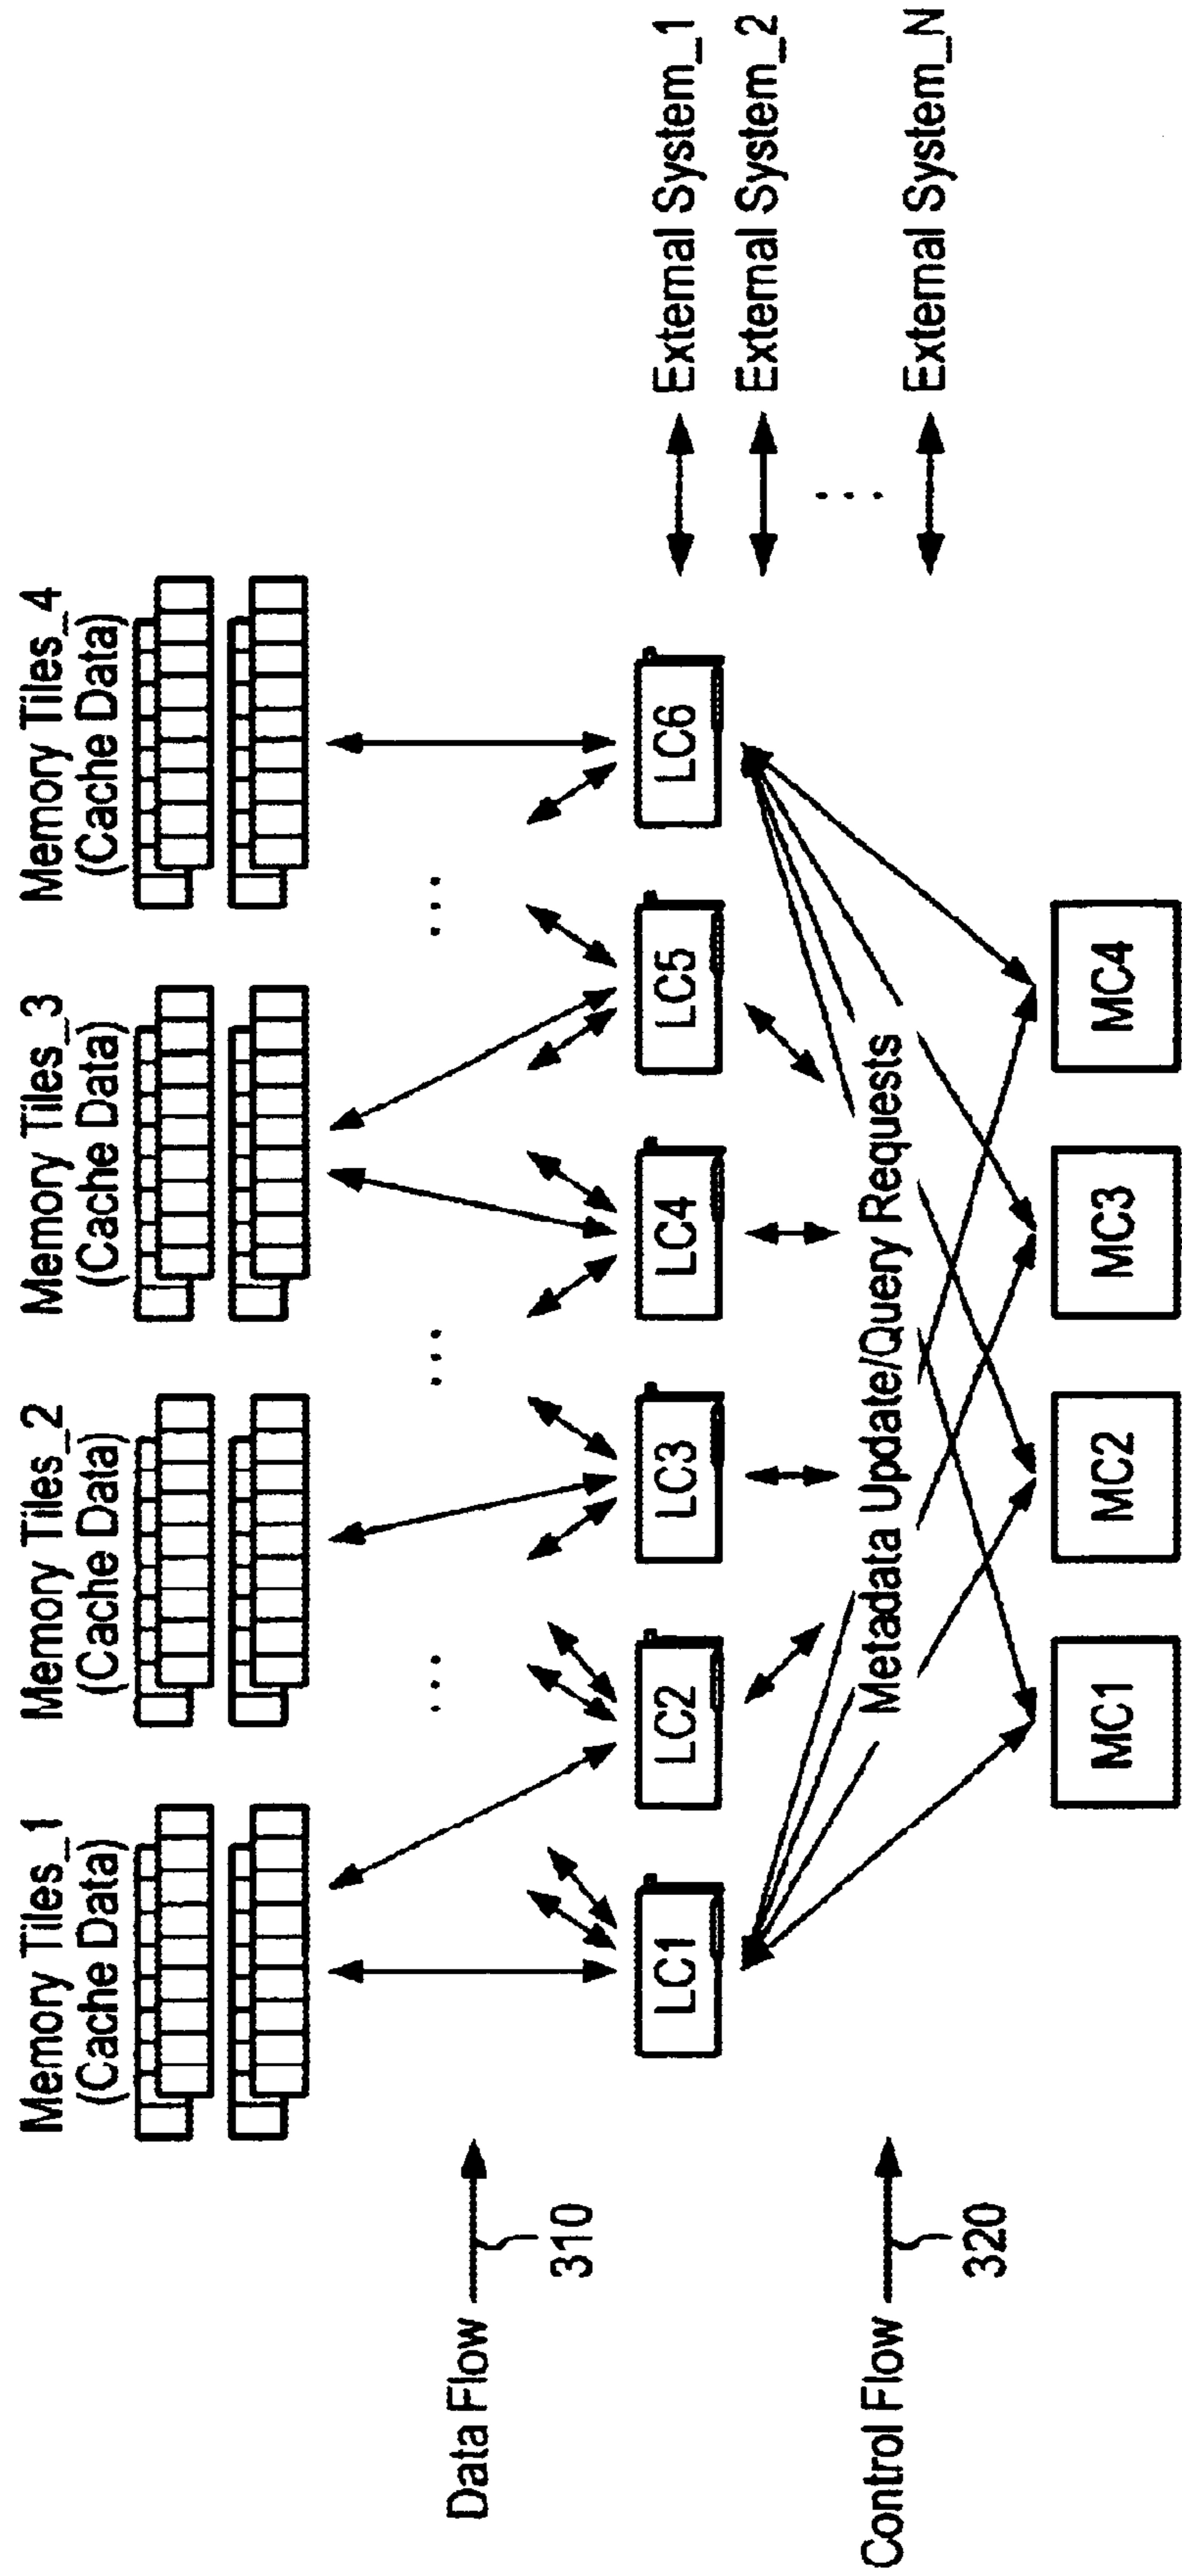 Memory Tiles_1
(Cache Data)
Memory Tiles_2
(Cache Data)
Memory Tiles_3
(Cache Data)
Memory Tiles_4
(Cache Data)
Data Flow
310
...
...
...
LC1
LC2
LC3
LC4
LC5
LC6
External System_1
External System_2
...
External System_N
Control Flow
320
Metadata Update/Query Requests
MC1
MC2
MC3
MC4